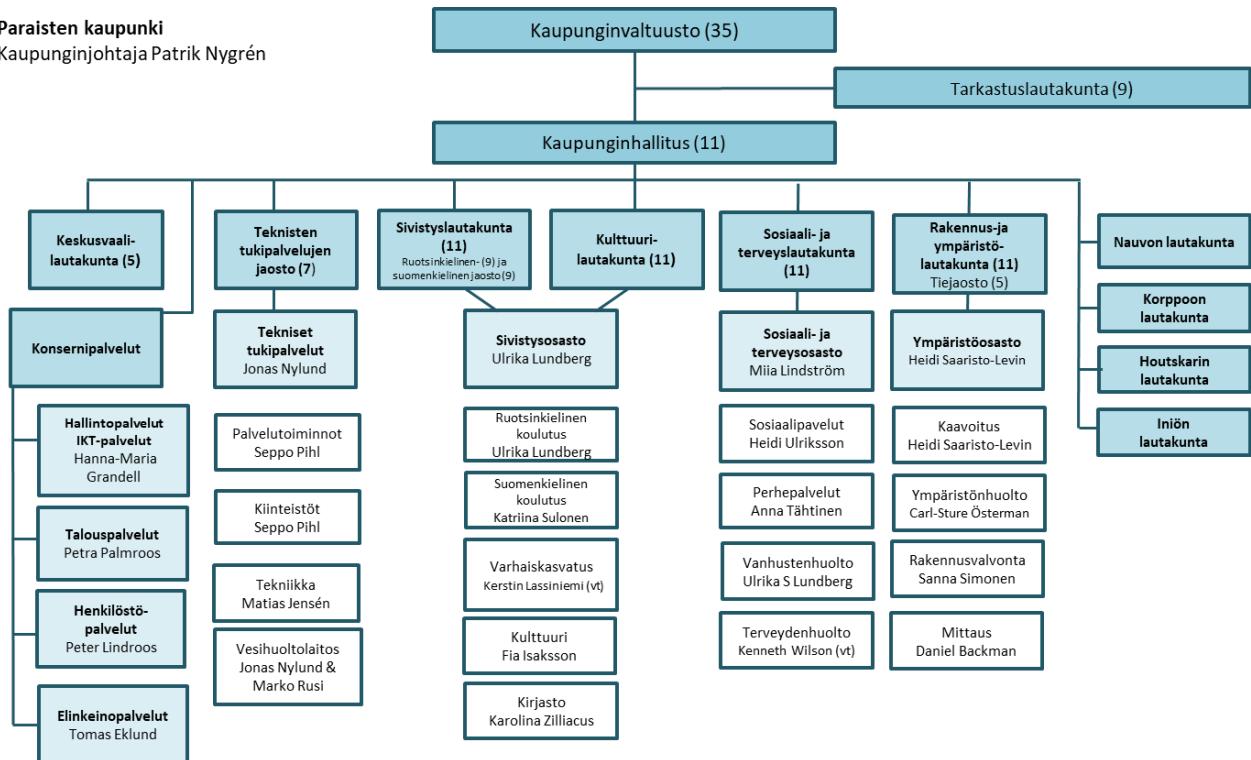 Paraisten kaupunki
Kaupunginjohtaja Patrik Nygrén
Kaupunginvaltuusto (35)
Tarkastuslautakunta (9)
Kaupunginhallitus (11)
Keskusvaali-
lautakunta (5)
Teknisten
tukipalvelujen
jaosto (7)
Sivistyslautakunta
(11)
Ruotsinkielinen- (9) ja
suomenkielinen jaosto (9)
Kulttuuri-
lautakunta (11)
Sosiaali- ja
terveyslautakunta
(11)
Rakennus-ja
ympäristö-
lautakunta (11)
Tiejaosto (5)
Nauvon lautakunta
Korppoon
lautakunta
Houtskarin
lautakunta
Iniön
lautakunta
Konsernipalvelut
Hallintopalvelut
IKT-palvelut
Hanna-Maria
Grandell
Talouspalvelut
Petra Palmroos
Henkilöstö-
palvelut
Peter Lindroos
Elinkeinopalvelut
Tomas Eklund
Tekniset
tukipalvelut
Jonas Nylund
Palvelutoiminnot
Seppo Pihl
Kiinteistöt
Seppo Pihl
Tekniikka
Matias Jensén
Vesihuoltolaitos
Jonas Nylund &
Marko Rusi
Sivistysosasto
Ulrika Lundberg
Ruotsinkielinen
koulutus
Ulrika Lundberg
Suomenkielinen
koulutus
Katriina Sulonen
Varhaiskasvatus
Kerstin Lassiniemi (vt)
Kulttuuri
Fia Isaksson
Kirjasto
Karolina Zilliacus
Sosiaali- ja
terveysosasto
Miia Lindström
Sosiaalipavelut
Heidi Ulriksson
Perhepalvelut
Anna Tähtinen
Vanhustenhuolto
Ulrika S Lundberg
Terveydenhuolto
Kenneth Wilson (vt)
Ympäristöosasto
Heidi Saaristo-Levin
Kaavoitus
Heidi Saaristo-Levin
Ympäristönhuolto
Carl-Sture Österman
Rakennusvalvonta
Sanna Simonen
Mittaus
Daniel Backman